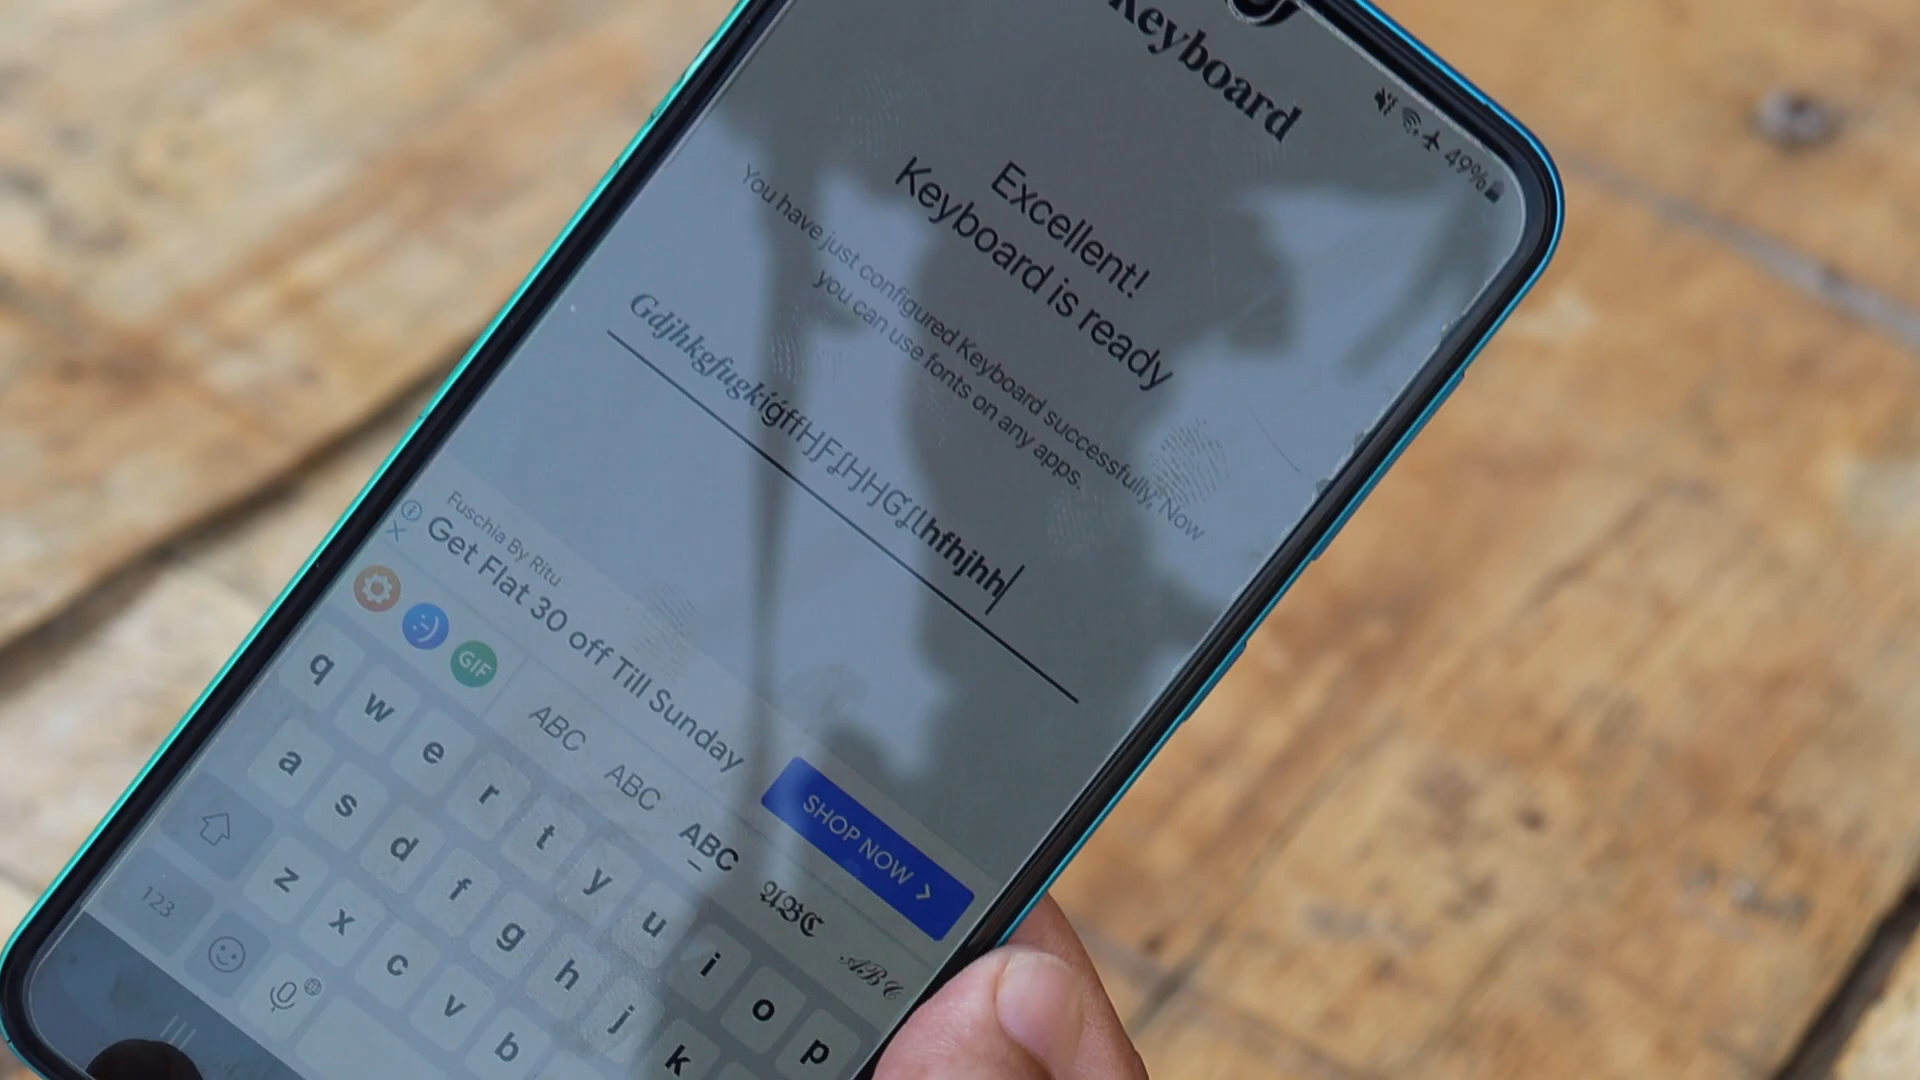 Keyboard
49%
Excellent!
Keyboard is ready
You have just configured Keyboard successfully, Now
you can use fonts on any apps.
Fuschia By Ritu
Get Flat 30 off Till Sunday
SHOP NOW >
GIF
ABC ABC ABC 𝕬𝕭𝕮 𝒜ℬ𝒞
q w e r t y u i o p
a s d f g h j k
z x c v b
123